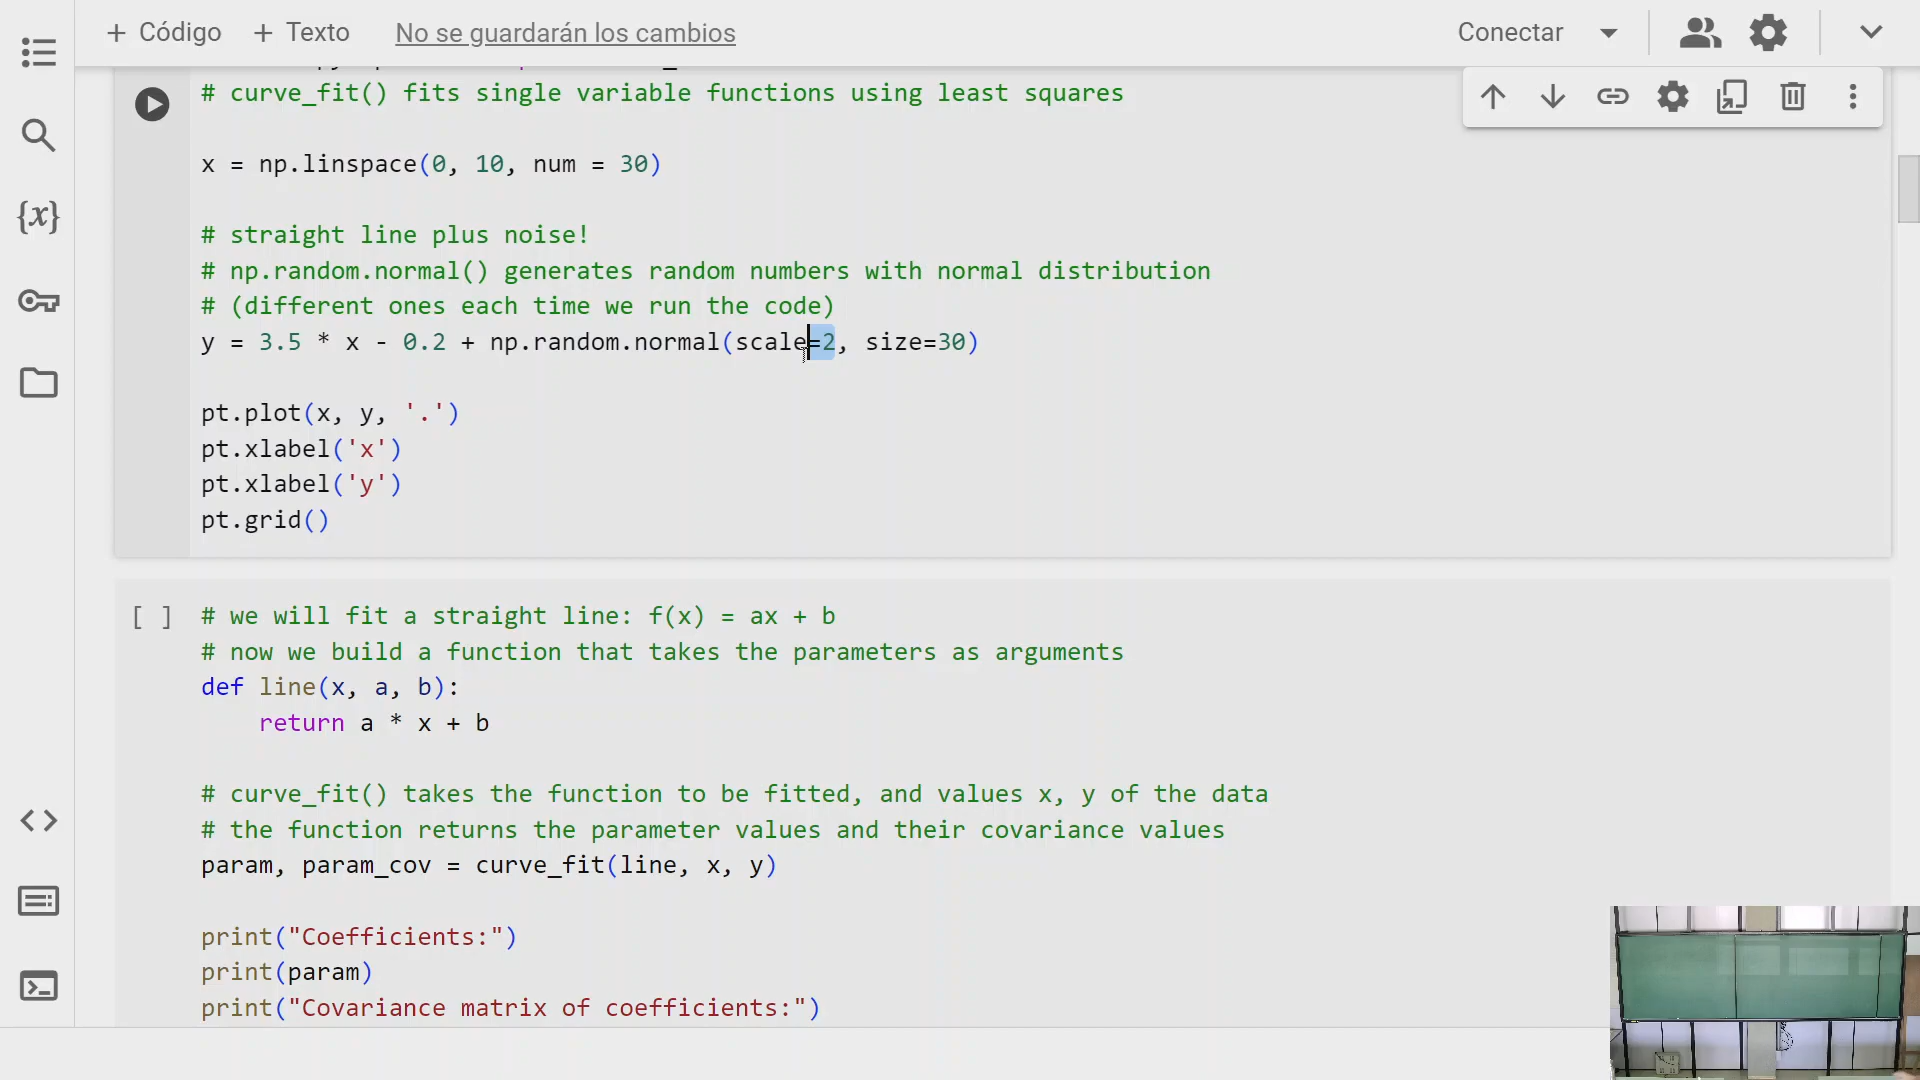 + Código + Texto No se guardarán los cambios Conectar
# curve_fit() fits single variable functions using least squares
x = np.linspace(0, 10, num = 30)
# straight line plus noise!
# np.random.normal() generates random numbers with normal distribution
# (different ones each time we run the code)
y = 3.5 * x - 0.2 + np.random.normal(scale=2, size=30)
pt.plot(x, y, '.')
pt.xlabel('x')
pt.xlabel('y')
pt.grid()
[ ] # we will fit a straight line: f(x) = ax + b
# now we build a function that takes the parameters as arguments
def line(x, a, b):
    return a * x + b
# curve_fit() takes the function to be fitted, and values x, y of the data
# the function returns the parameter values and their covariance values
param, param_cov = curve_fit(line, x, y)
print("Coefficients:")
print(param)
print("Covariance matrix of coefficients:")